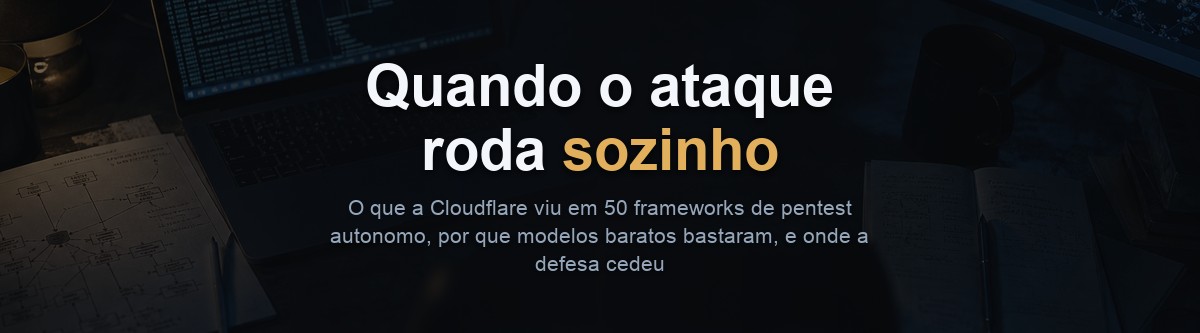 Quando o ataque
roda sozinho
O que a Cloudflare viu em 50 frameworks de pentest
autonomo, por que modelos baratos bastaram, e onde a
defesa cedeu